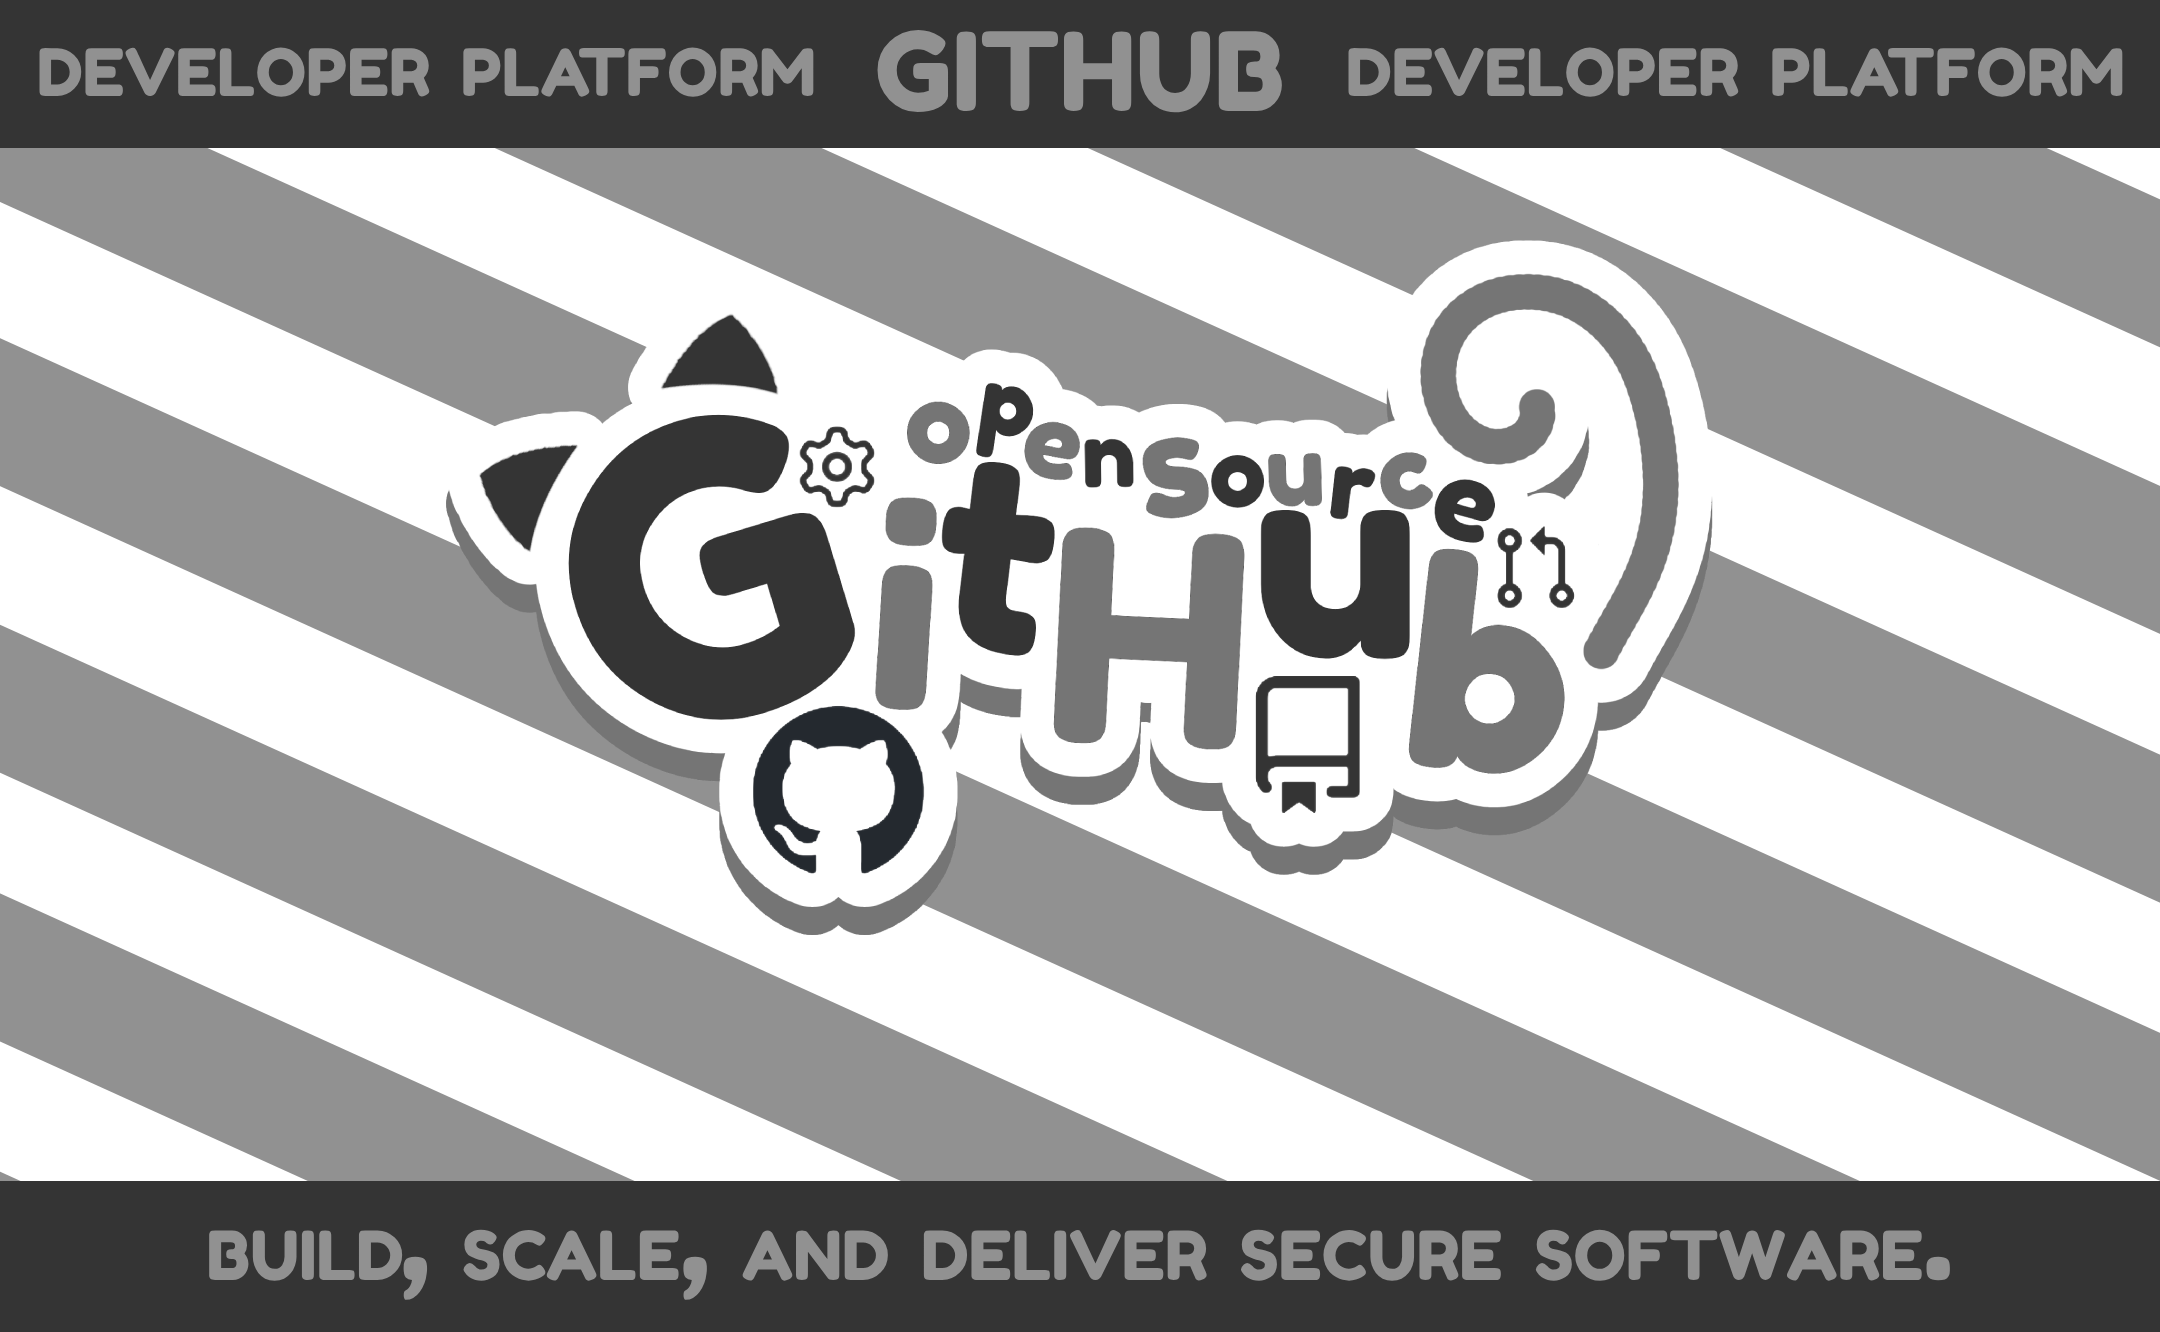 DEVELOPER PLATFORM GITHUB DEVELOPER PLATFORM
opensource
GitHub
BUILD, SCALE, AND DELIVER SECURE SOFTWARE.